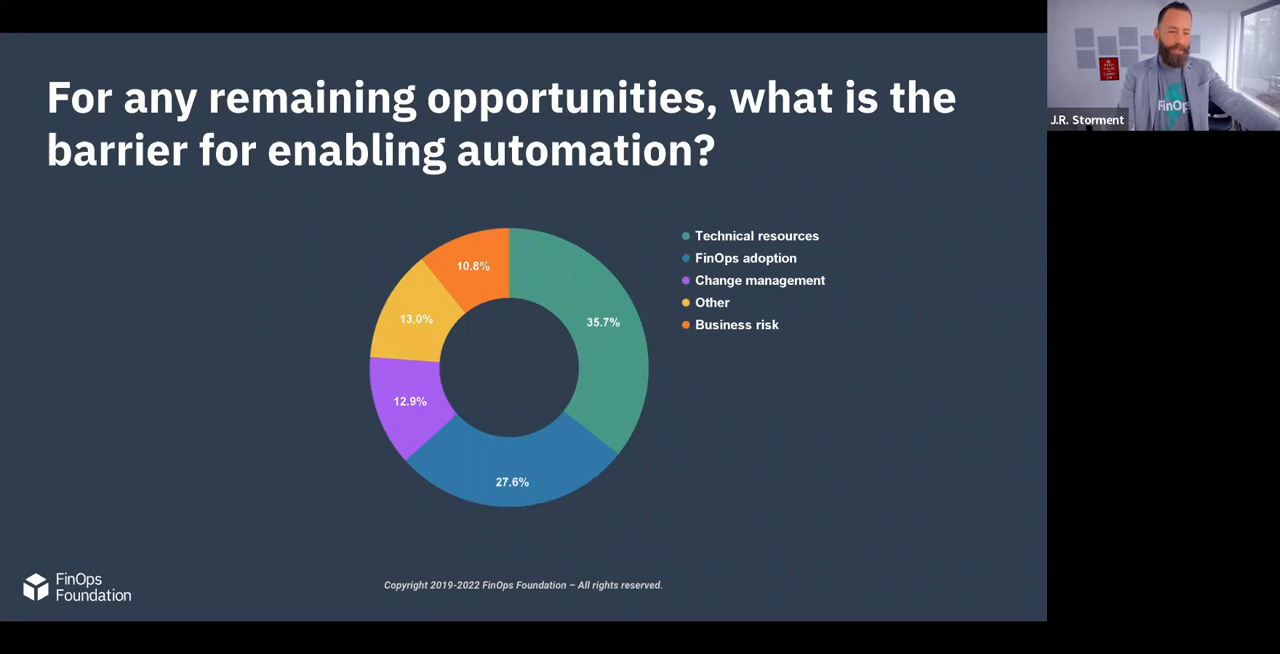 For any remaining opportunities, what is the
barrier for enabling automation?
Technical resources
FinOps adoption
Change management
Other
Business risk
10.8%
35.7%
13.0%
12.9%
27.6%
FinOps
Foundation
Copyright 2019-2022 FinOps Foundation – All rights reserved.
J.R. Storment